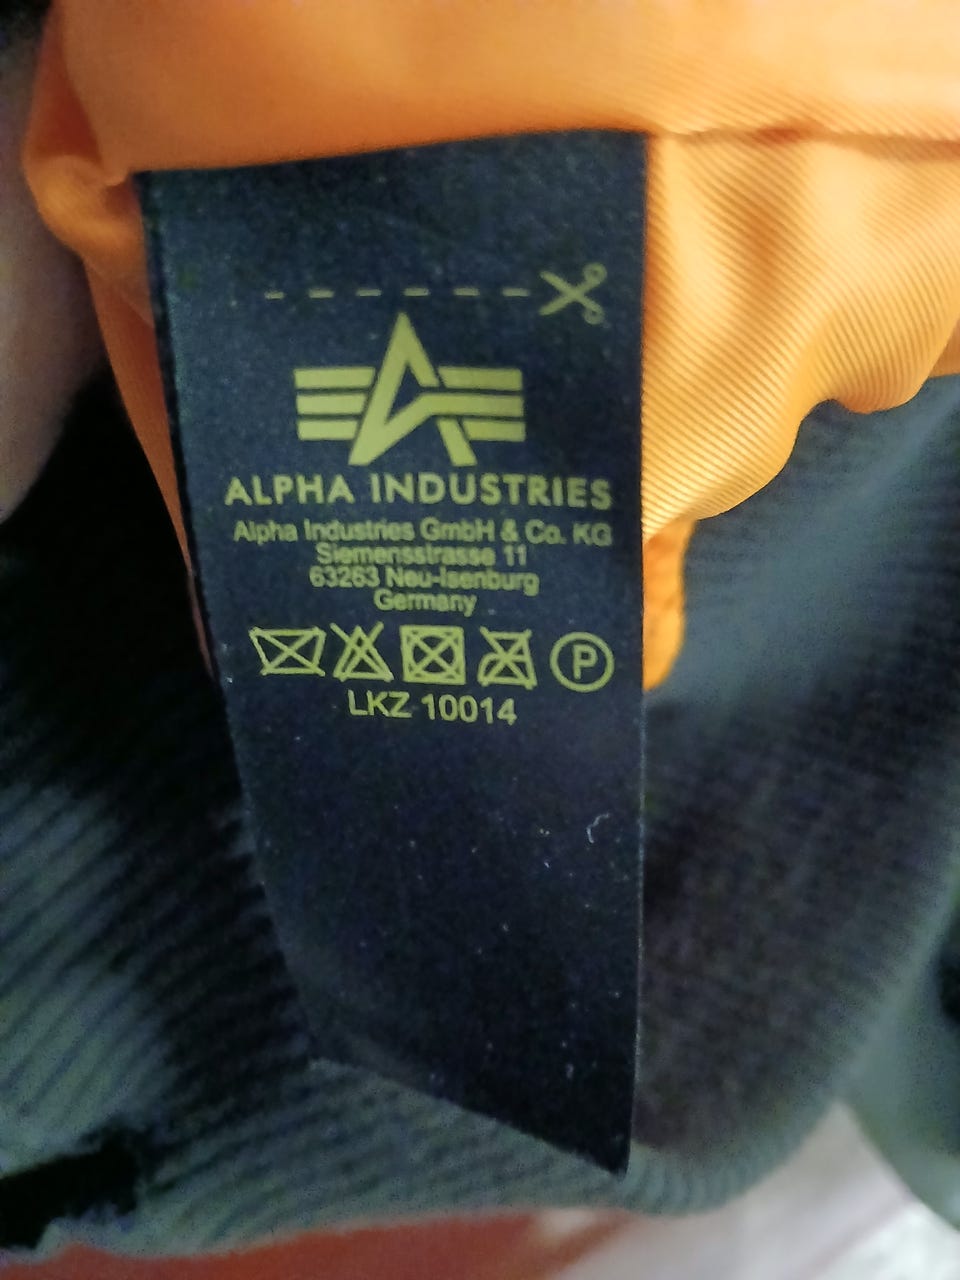 ALPHA INDUSTRIES
Alpha Industries GmbH & Co. KG
Siemensstrasse 11
63263 Neu-Isenburg
Germany
P
LKZ 10014